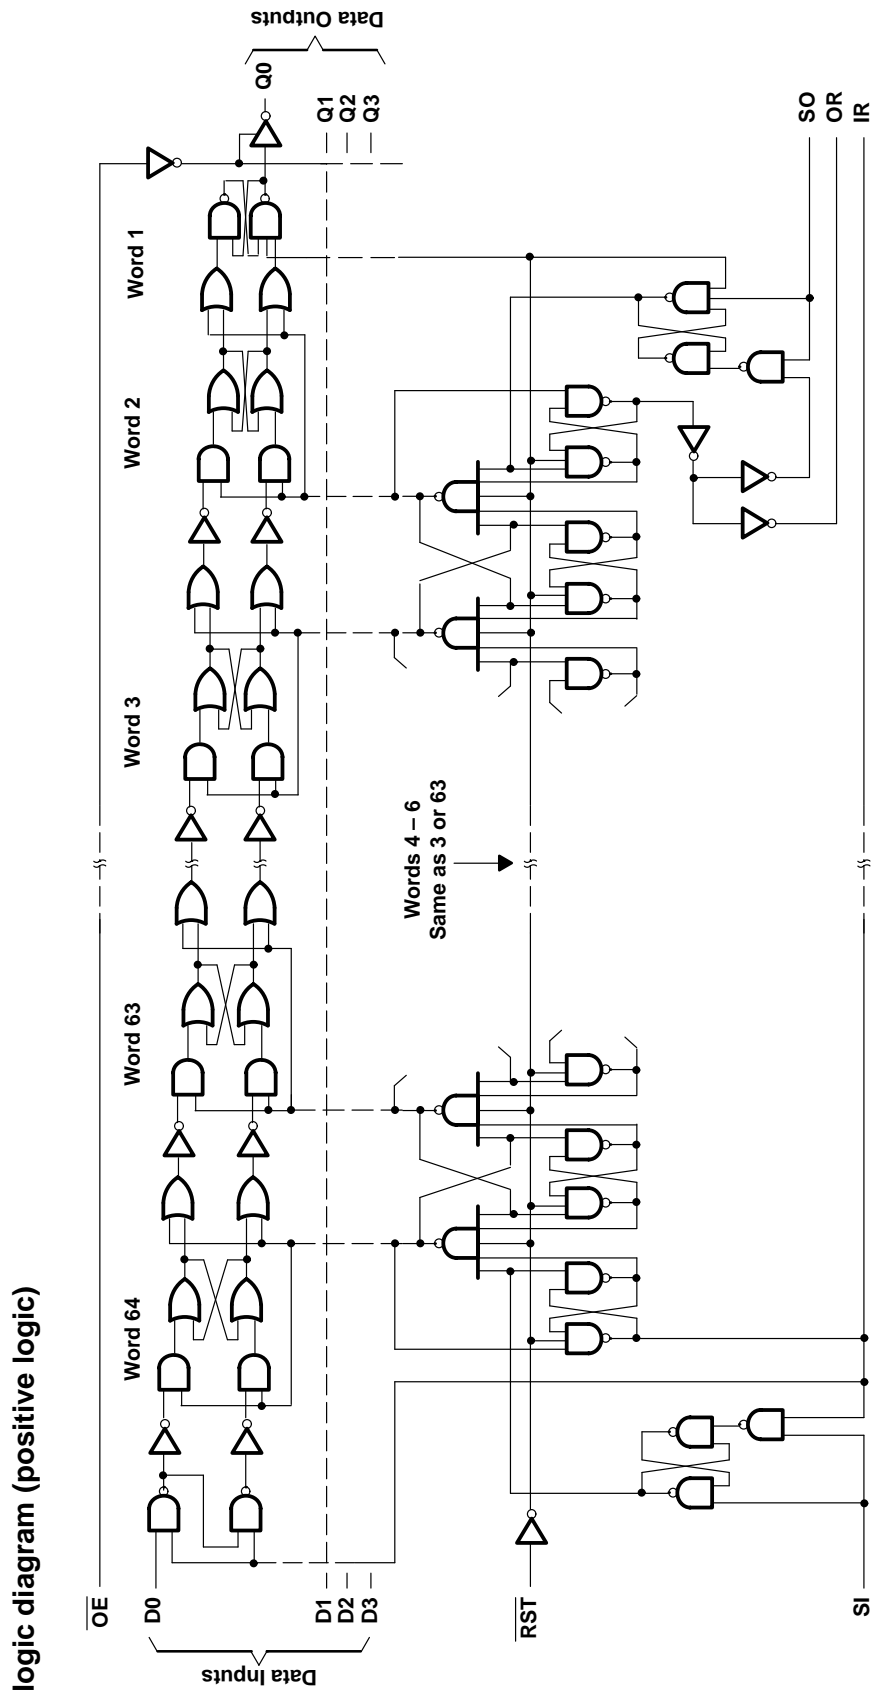 logic diagram (positive logic)
OE
D0
D1
D2
D3
Data Inputs
RST
SI
Word 64
Word 63
Word 3
Word 2
Word 1
Words 4 – 6
Same as 3 or 63
Q0
Q1
Q2
Q3
Data Outputs
SO
OR
IR